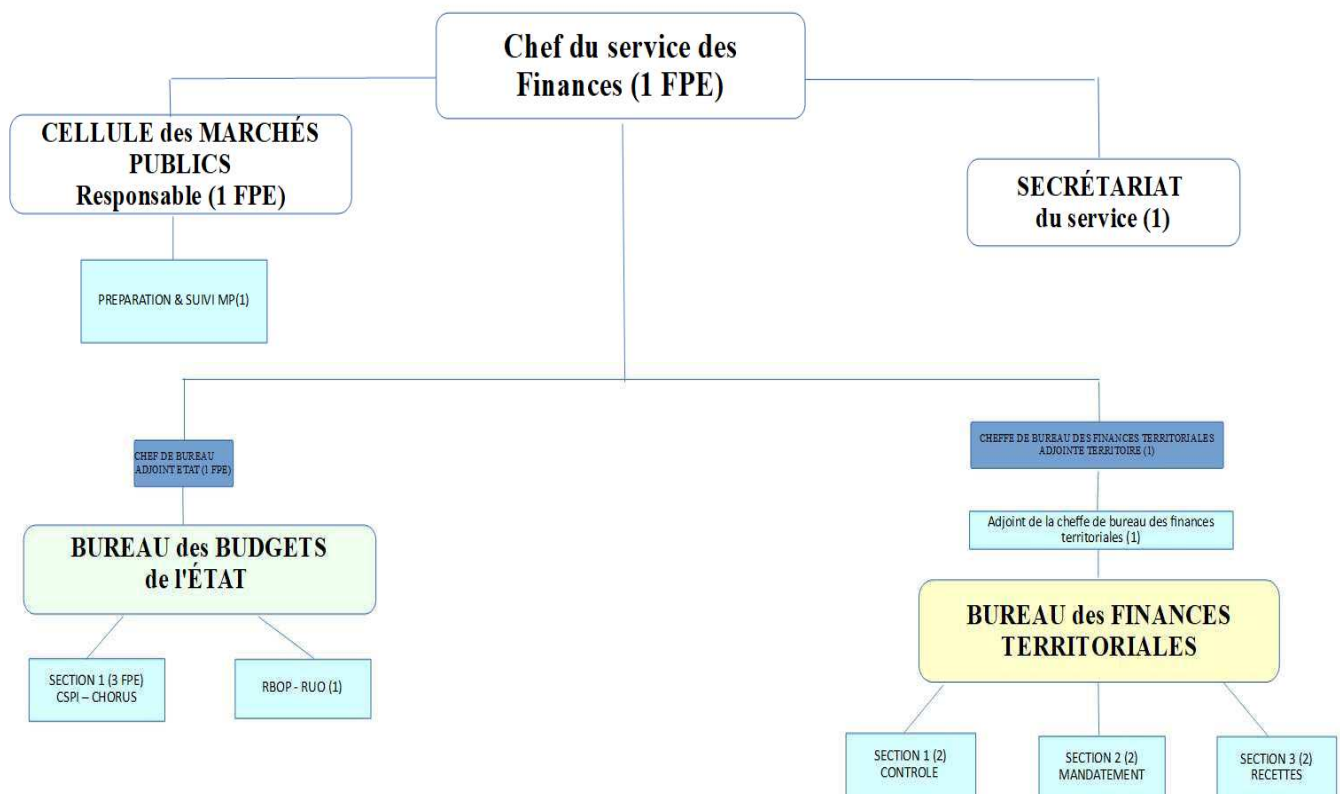 Chef du service des
Finances (1 FPE)
CELLULE des MARCHÉS
PUBLICS
Responsable (1 FPE)
SECRÉTARIAT
du service (1)
PREPARATION & SUIVI MP(1)
CHEF DE BUREAU
ADJOINT ETAT (1 FPE)
CHEFFE DE BUREAU DES FINANCES TERRITORIALES
ADJOINTE TERRITOIRE (1)
Adjoint de la cheffe de bureau des finances
territoriales (1)
BUREAU des BUDGETS
de l'ÉTAT
BUREAU des FINANCES
TERRITORIALES
SECTION 1 (3 FPE)
CSPI – CHORUS
RBOP - RUO (1)
SECTION 1 (2)
CONTROLE
SECTION 2 (2)
MANDATEMENT
SECTION 3 (2)
RECETTES